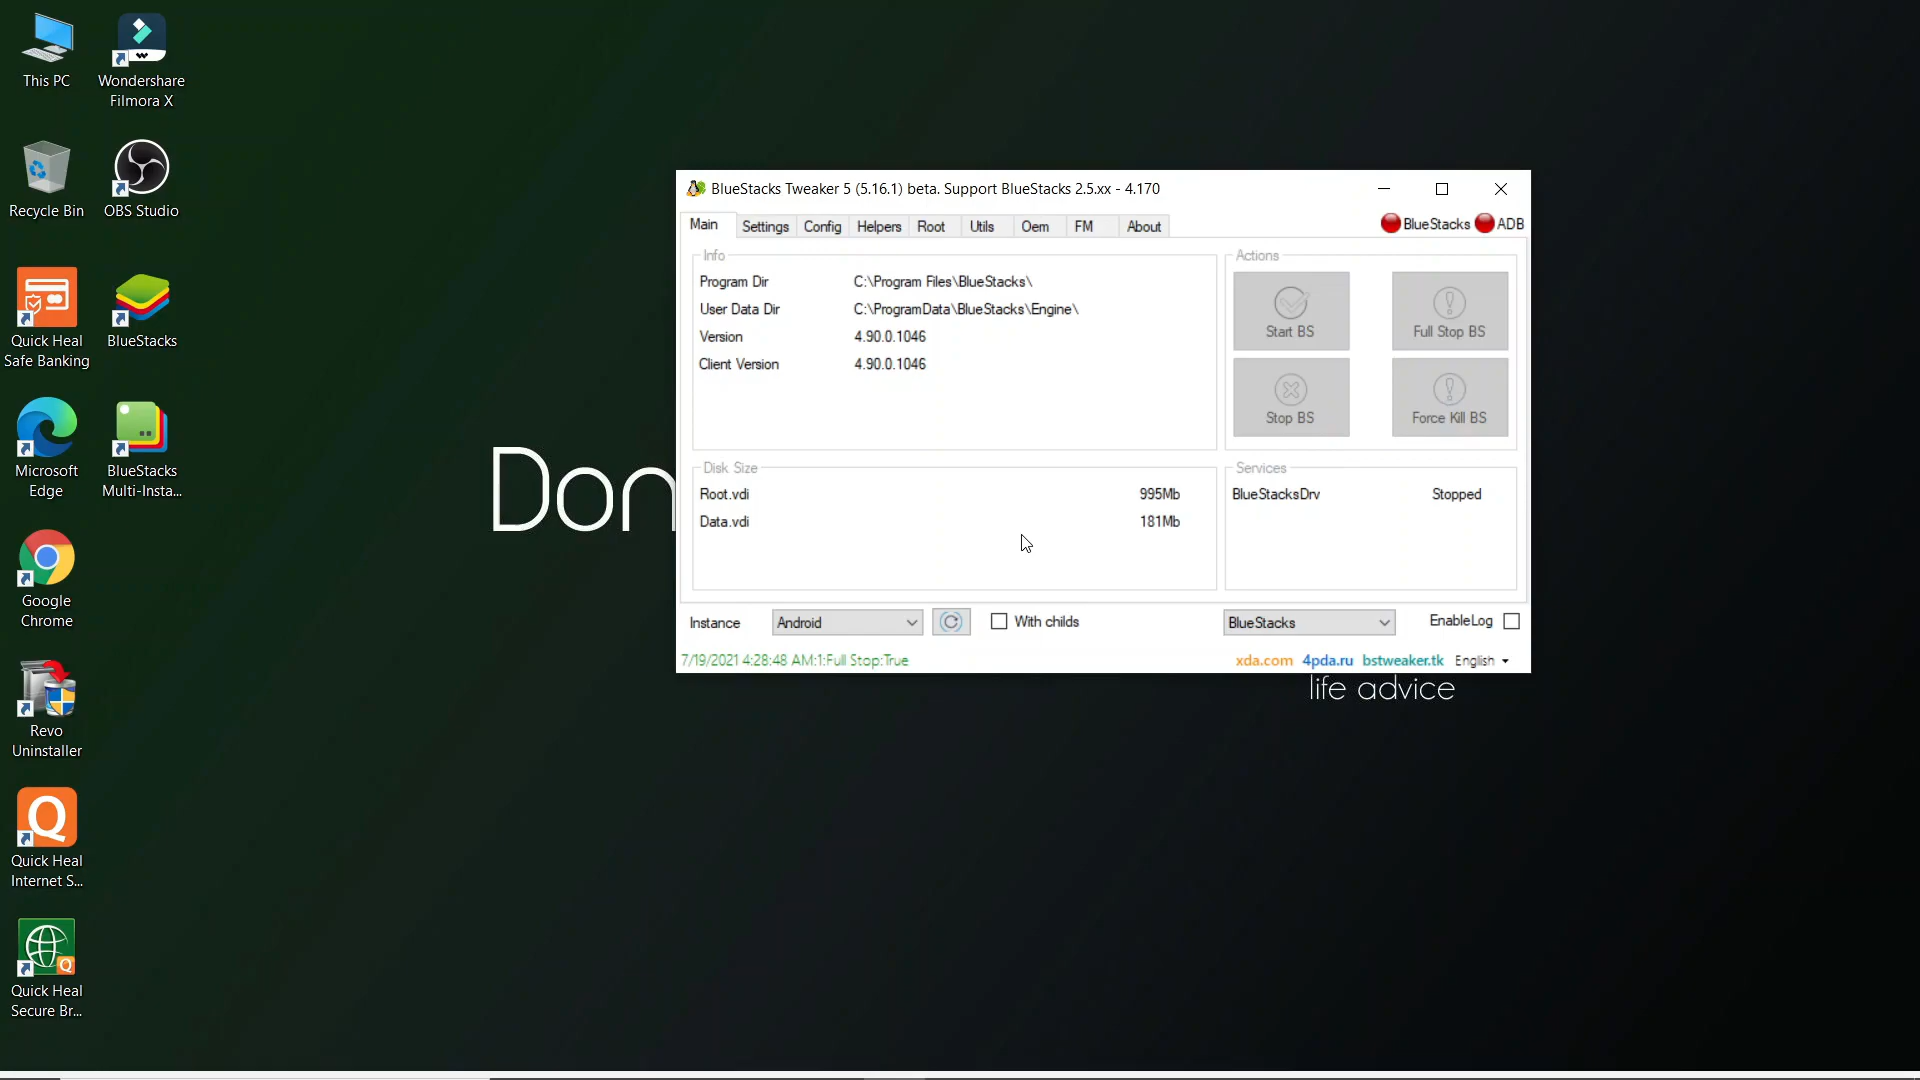 This PC
Wondershare
Filmora X
Recycle Bin
OBS Studio
Quick Heal
Safe Banking
BlueStacks
Microsoft
Edge
BlueStacks
Multi-Insta...
Google
Chrome
Revo
Uninstaller
Quick Heal
Internet S...
Quick Heal
Secure Br...
Don
BlueStacks Tweaker 5 (5.16.1) beta. Support BlueStacks 2.5.xx - 4.170
Main Settings Config Helpers Root Utils Oem FM About BlueStacks ADB
Info
Program Dir C:\Program Files\BlueStacks\
User Data Dir C:\ProgramData\BlueStacks\Engine\
Version 4.90.0.1046
Client Version 4.90.0.1046
Actions
Start BS Full Stop BS
Stop BS Force Kill BS
Disk Size
Root.vdi 995Mb
Data.vdi 181Mb
Services
BlueStacksDrv Stopped
Instance Android With childs BlueStacks EnableLog
7/19/2021 4:28:48 AM:1:Full Stop:True xda.com 4pda.ru bstweaker.tk English
life advice